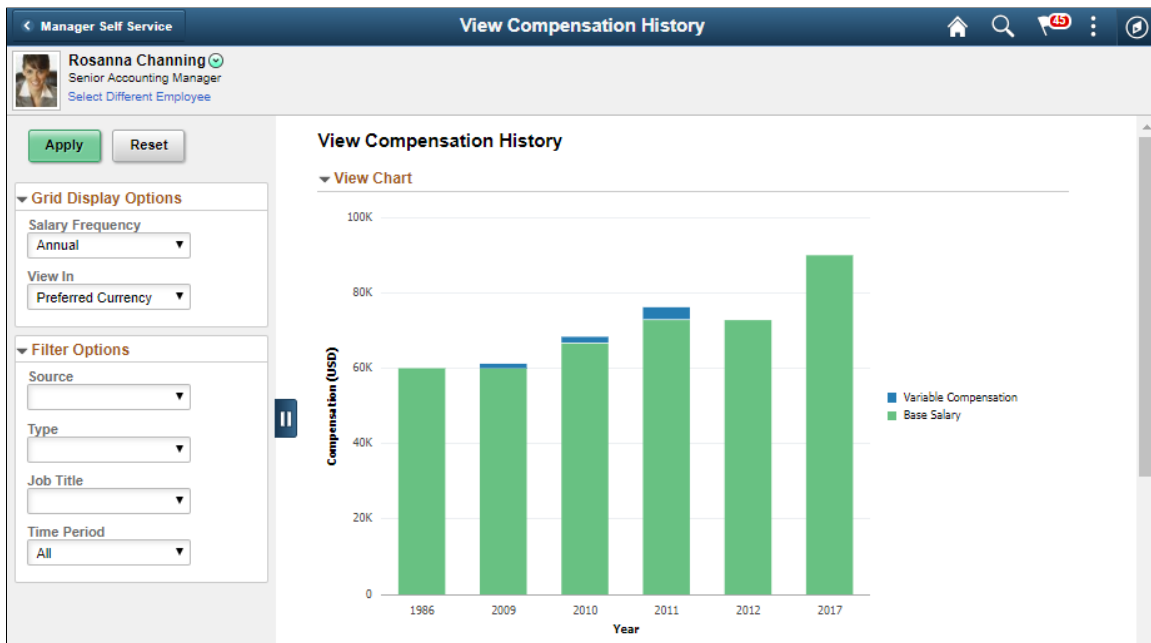 Manager Self Service
View Compensation History
45
Rosanna Channing
Senior Accounting Manager
Select Different Employee
Apply
Reset
Grid Display Options
Salary Frequency
Annual
View In
Preferred Currency
Filter Options
Source
Type
Job Title
Time Period
All
View Compensation History
View Chart
Compensation (USD)
100K
80K
60K
40K
20K
0
1986 2009 2010 2011 2012 2017
Year
Variable Compensation
Base Salary